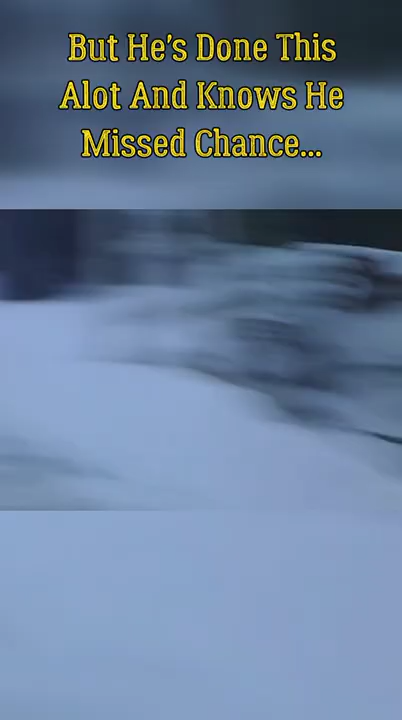 But He's Done This
Alot And Knows He
Missed Chance...